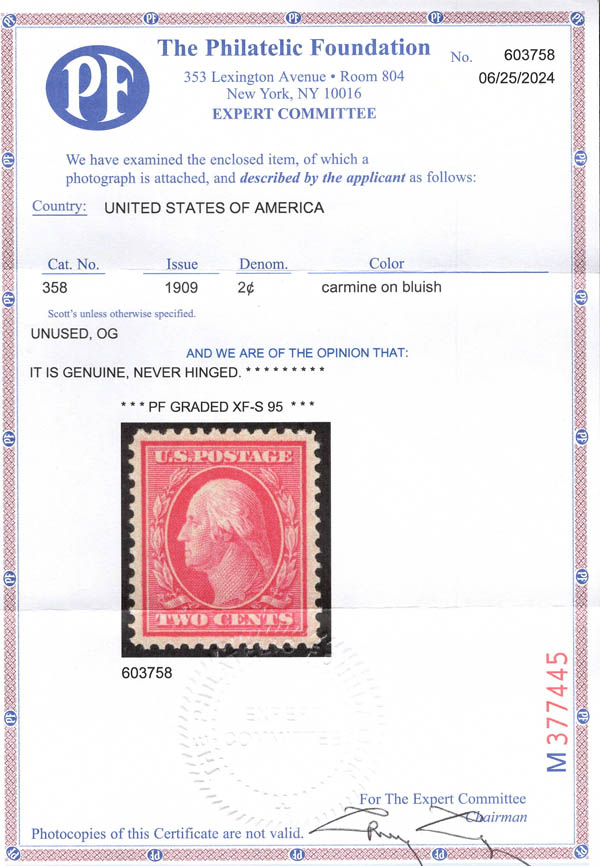 PF
The Philatelic Foundation
No. 603758
353 Lexington Avenue • Room 804
06/25/2024
New York, NY 10016
EXPERT COMMITTEE
We have examined the enclosed item, of which a
photograph is attached, and described by the applicant as follows:
Country: UNITED STATES OF AMERICA
Cat. No. Issue Denom. Color
358 1909 2¢ carmine on bluish
Scott's unless otherwise specified.
UNUSED, OG
AND WE ARE OF THE OPINION THAT:
IT IS GENUINE, NEVER HINGED. * * * * * * * * *
* * * PF GRADED XF-S 95 * * *
U.S. POSTAGE
TWO CENTS
603758
EXPERT
COMMITTEE
M 377445
For The Expert Committee
Chairman
Photocopies of this Certificate are not valid.